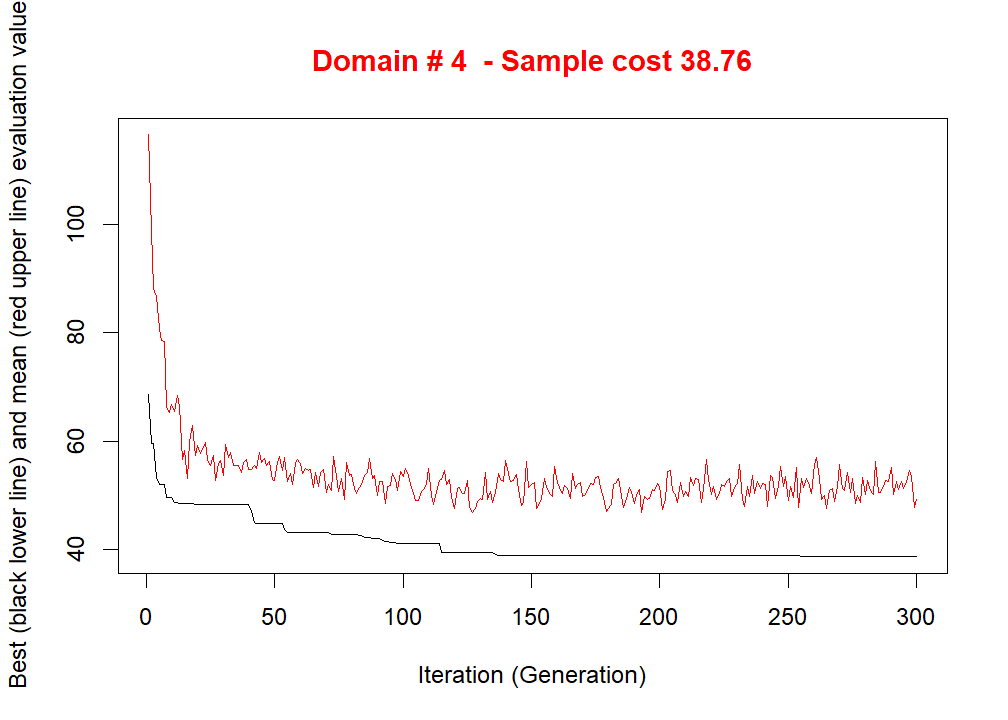 Domain # 4  - Sample cost 38.76
Best (black lower line) and mean (red upper line) evaluation value
100
80
60
40
0 50 100 150 200 250 300
Iteration (Generation)